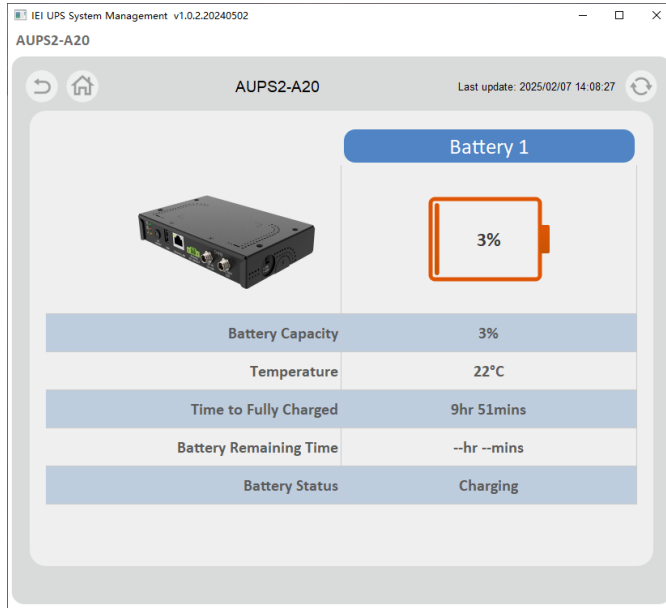 IEI UPS System Management v1.0.2.20240502
AUPS2-A20
AUPS2-A20
Last update: 2025/02/07 14:08:27
Battery 1
3%
Battery Capacity 3%
Temperature 22°C
Time to Fully Charged 9hr 51mins
Battery Remaining Time --hr --mins
Battery Status Charging